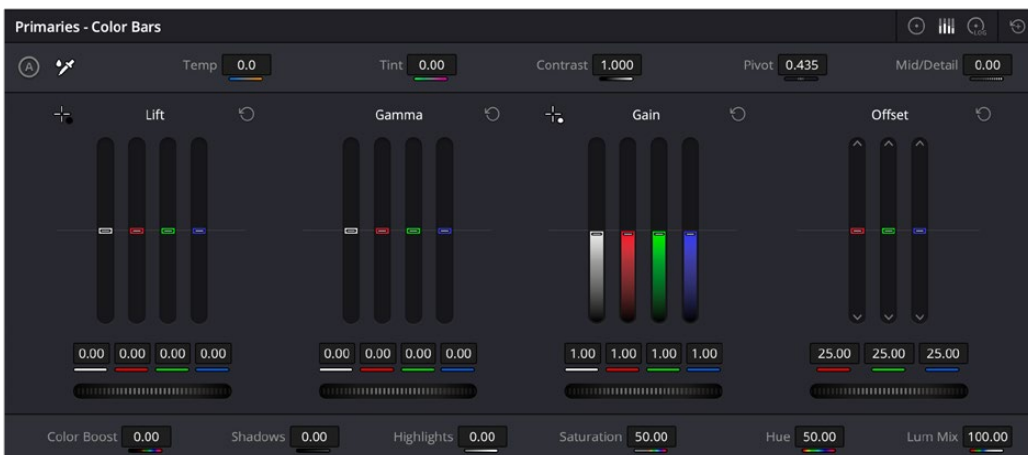 Primaries - Color Bars
A Temp 0.0 Tint 0.00 Contrast 1.000 Pivot 0.435 Mid/Detail 0.00
Lift Gamma Gain Offset
0.00 0.00 0.00 0.00 0.00 0.00 0.00 0.00 1.00 1.00 1.00 1.00 25.00 25.00 25.00
Color Boost 0.00 Shadows 0.00 Highlights 0.00 Saturation 50.00 Hue 50.00 Lum Mix 100.00